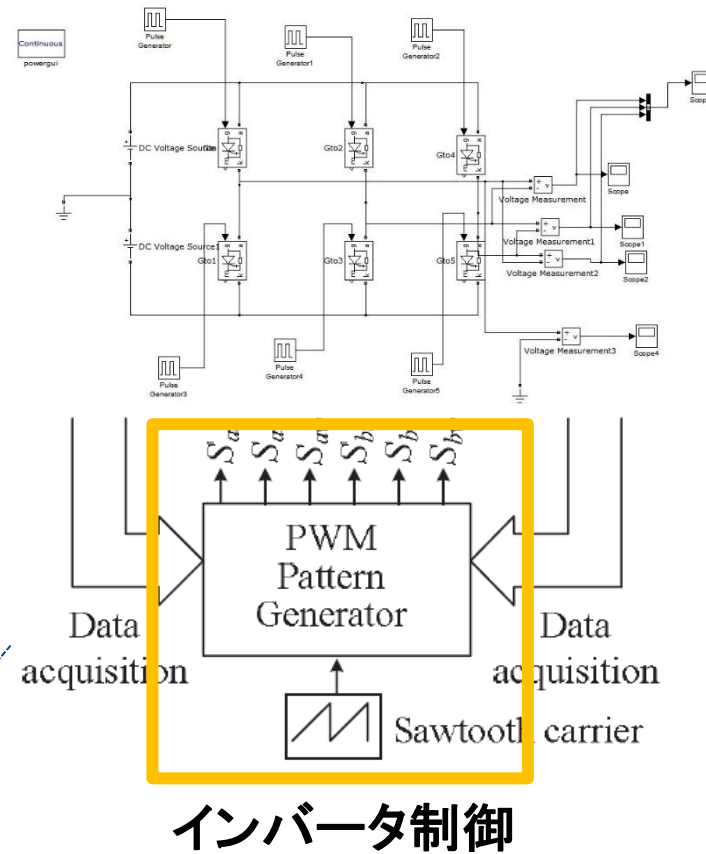 Continuous
powergui
Pulse
Generator
Pulse
Generator1
Pulse
Generator2
DC Voltage Source
Gto2
Gto4
Scope
Voltage Measurement
Scope1
Voltage Measurement1
Scope2
Voltage Measurement2
DC Voltage Source1
Gto1
Gto3
Gto5
Voltage Measurement3
Scope4
Pulse
Generator3
Pulse
Generator4
Pulse
Generator5
PWM
Pattern
Generator
Data
acquisition
Data
acquisition
Sawtooth carrier
インバータ制御